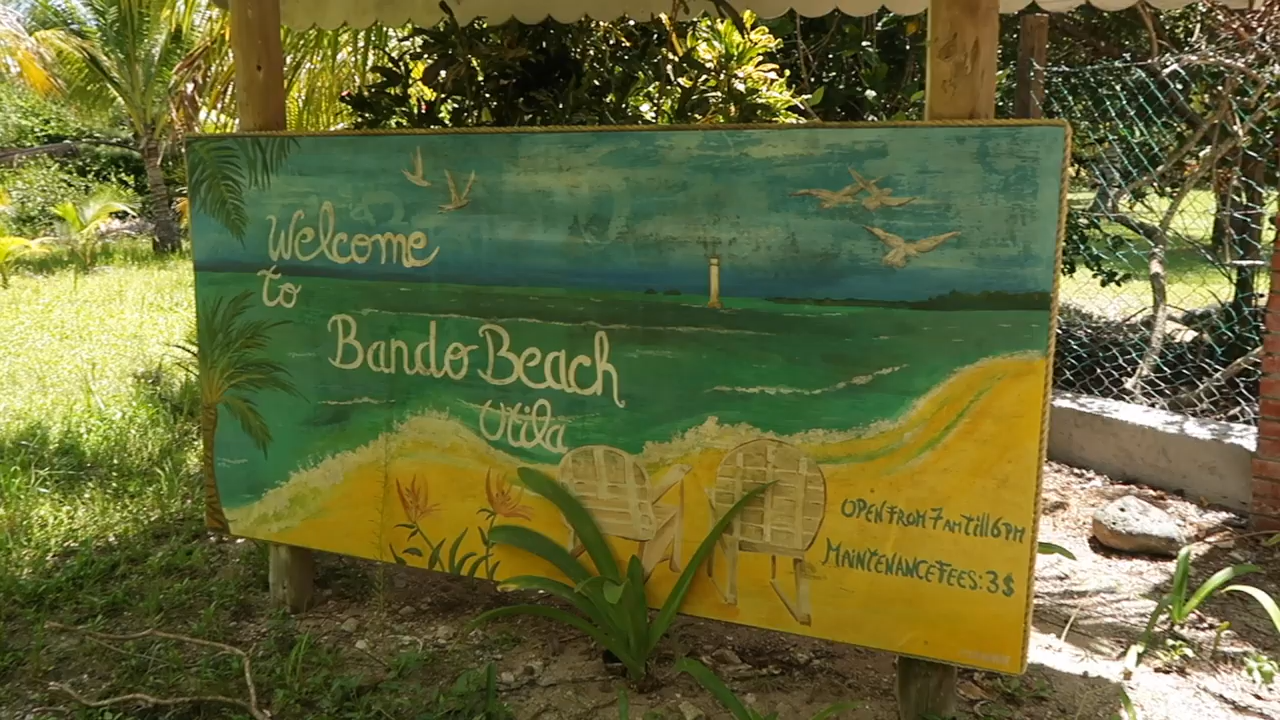 Welcome
to
Bando Beach
Utila
OPEN FROM 7 AM Till 6 PM
MAINTENANCE FEES: 3 $